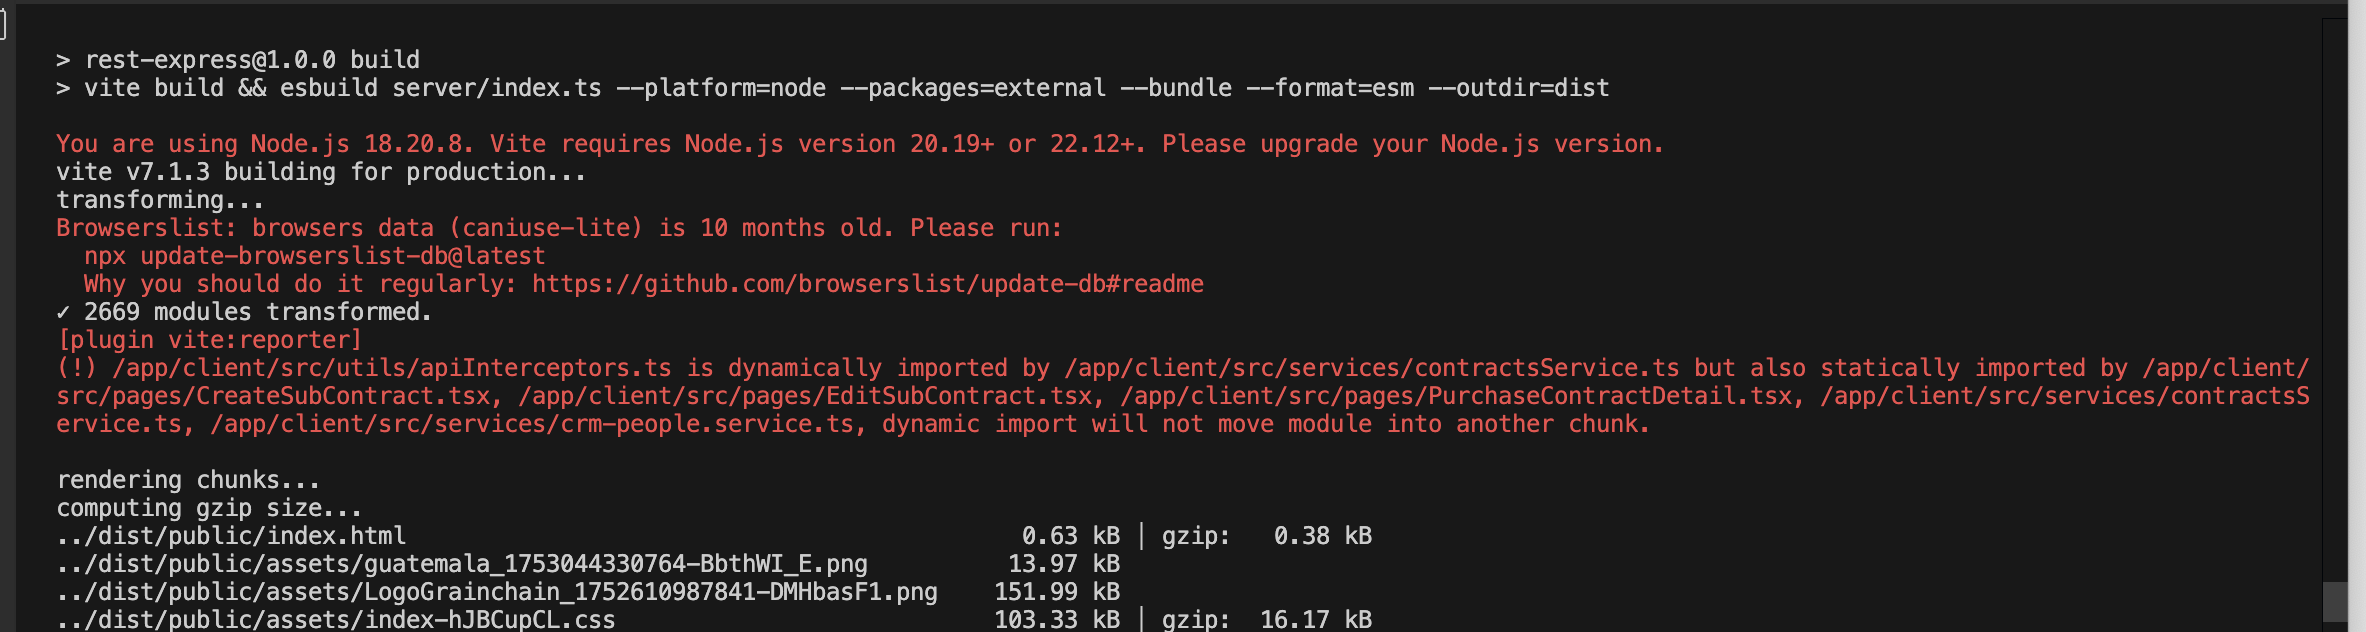 > rest-express@1.0.0 build
> vite build && esbuild server/index.ts --platform=node --packages=external --bundle --format=esm --outdir=dist
You are using Node.js 18.20.8. Vite requires Node.js version 20.19+ or 22.12+. Please upgrade your Node.js version.
vite v7.1.3 building for production...
transforming...
Browserslist: browsers data (caniuse-lite) is 10 months old. Please run:
  npx update-browserslist-db@latest
  Why you should do it regularly: https://github.com/browserslist/update-db#readme
✓ 2669 modules transformed.
[plugin vite:reporter]
(!) /app/client/src/utils/apiInterceptors.ts is dynamically imported by /app/client/src/services/contractsService.ts but also statically imported by /app/client/
src/pages/CreateSubContract.tsx, /app/client/src/pages/EditSubContract.tsx, /app/client/src/pages/PurchaseContractDetail.tsx, /app/client/src/services/contractsS
ervice.ts, /app/client/src/services/crm-people.service.ts, dynamic import will not move module into another chunk.
rendering chunks...
computing gzip size...
../dist/public/index.html 0.63 kB │ gzip: 0.38 kB
../dist/public/assets/guatemala_1753044330764-BbthWI_E.png 13.97 kB
../dist/public/assets/LogoGrainchain_1752610987841-DMHbasF1.png 151.99 kB
../dist/public/assets/index-hJBCupCL.css 103.33 kB │ gzip: 16.17 kB